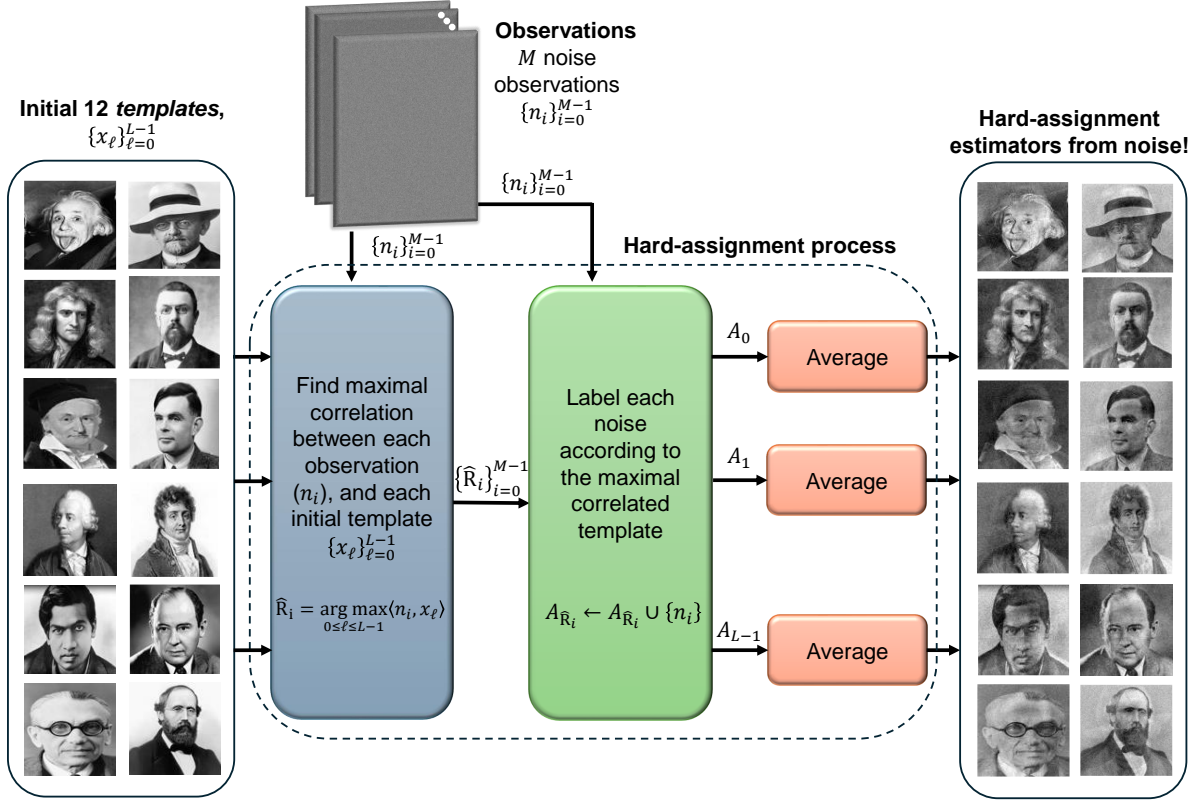 Observations
M noise
observations
{n_i}_{i=0}^{M−1}
Initial 12 templates,
{x_ℓ}_{ℓ=0}^{L−1}
Hard-assignment
estimators from noise!
{n_i}_{i=0}^{M−1}
{n_i}_{i=0}^{M−1}
Hard-assignment process
Find maximal
correlation
between each
observation
(n_i), and each
initial template
{x_ℓ}_{ℓ=0}^{L−1}
R̂_i = arg max⟨n_i, x_ℓ⟩
0≤ℓ≤L−1
{R̂_i}_{i=0}^{M−1}
Label each
noise
according to
the maximal
correlated
template
A_{R̂_i} ← A_{R̂_i} ∪ {n_i}
A_0
Average
A_1
Average
A_{L−1}
Average